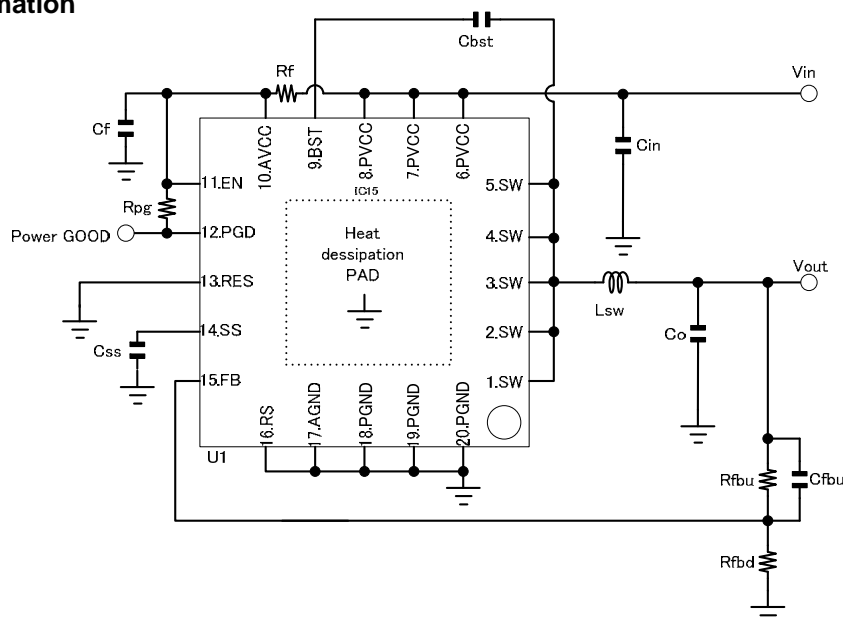 nation
Cbst
Rf
Vin
Cf
10.AVCC
9.BST
8.PVCC
7.PVCC
6.PVCC
Cin
IC15
11.EN
5.SW
Rpg
Power GOOD
12.PGD
Heat
dessipation
PAD
4.SW
13.RES
3.SW
Vout
Lsw
14.SS
2.SW
Co
Css
15.FB
1.SW
16.RS
17.AGND
18.PGND
19.PGND
20.PGND
U1
Rfbu
Cfbu
Rfbd